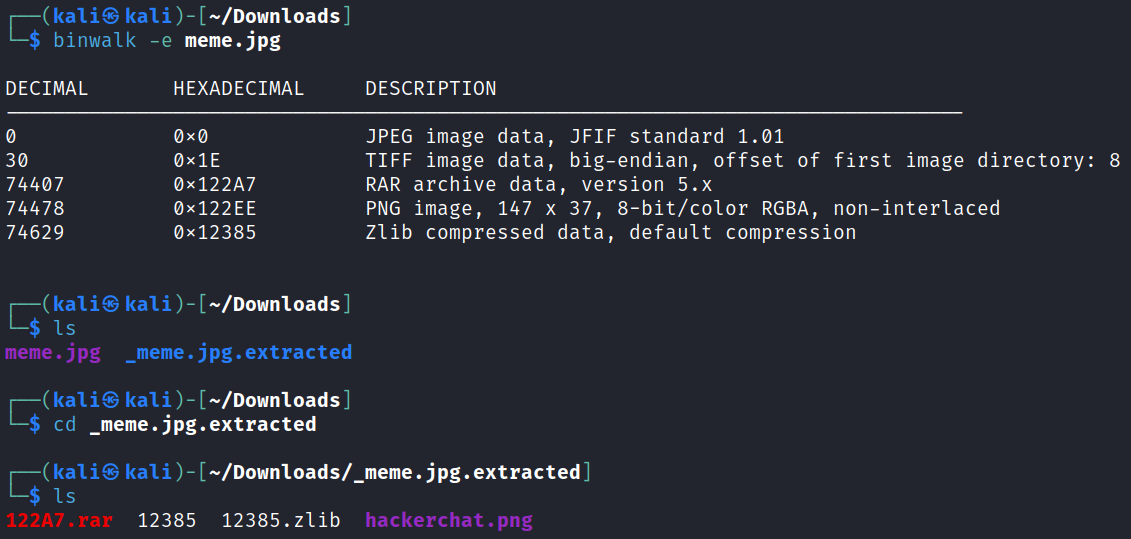 ┌──(kali㉿kali)-[~/Downloads]
└─$ binwalk -e meme.jpg
DECIMAL       HEXADECIMAL     DESCRIPTION
--------------------------------------------------------------------------------
0             0×0             JPEG image data, JFIF standard 1.01
30            0×1E            TIFF image data, big-endian, offset of first image directory: 8
74407         0×122A7         RAR archive data, version 5.x
74478         0×122EE         PNG image, 147 x 37, 8-bit/color RGBA, non-interlaced
74629         0×12385         Zlib compressed data, default compression
┌──(kali㉿kali)-[~/Downloads]
└─$ ls
meme.jpg  _meme.jpg.extracted
┌──(kali㉿kali)-[~/Downloads]
└─$ cd _meme.jpg.extracted
┌──(kali㉿kali)-[~/Downloads/_meme.jpg.extracted]
└─$ ls
122A7.rar  12385  12385.zlib  hackerchat.png